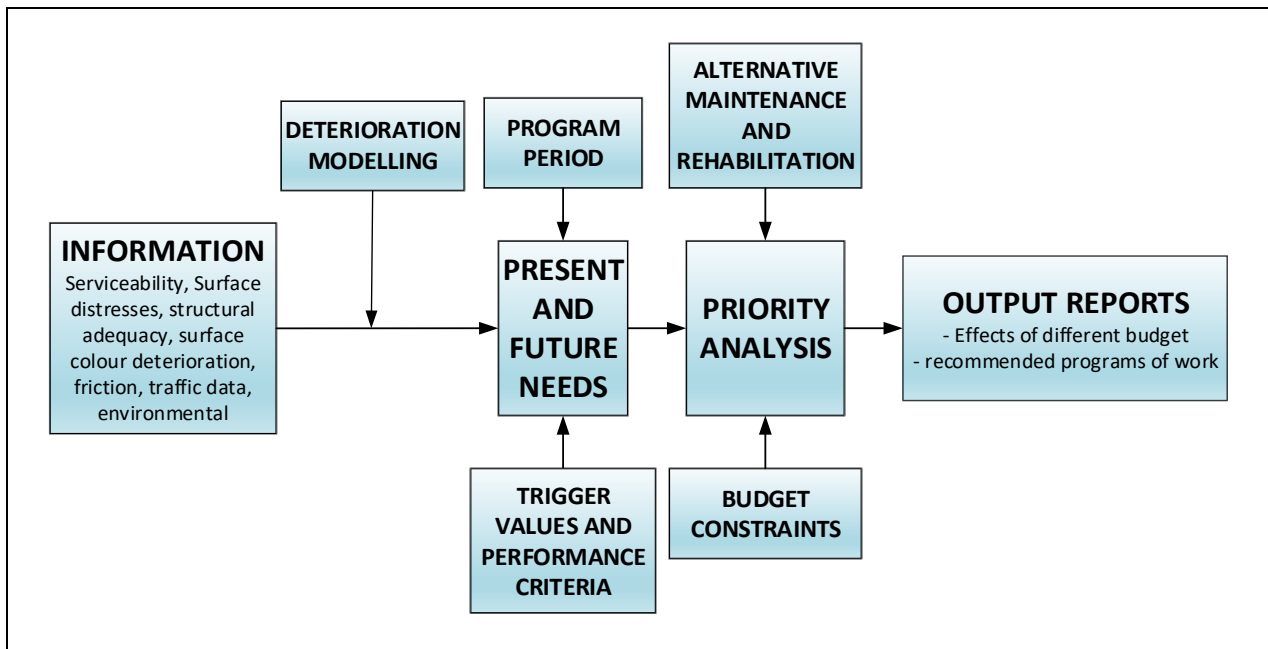 DETERIORATION
MODELLING
PROGRAM
PERIOD
ALTERNATIVE
MAINTENANCE
AND
REHABILITATION
INFORMATION
Serviceability, Surface
distresses, structural
adequacy, surface
colour deterioration,
friction, traffic data,
environmental
PRESENT
AND
FUTURE
NEEDS
PRIORITY
ANALYSIS
OUTPUT REPORTS
- Effects of different budget
- recommended programs of work
TRIGGER
VALUES AND
PERFORMANCE
CRITERIA
BUDGET
CONSTRAINTS